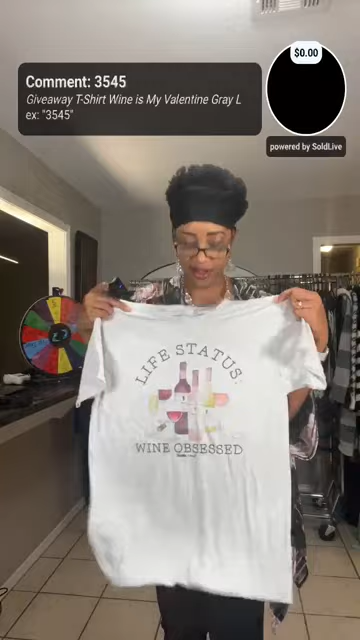 $0.00
Comment: 3545
Giveaway T-Shirt Wine is My Valentine Gray L
ex: "3545"
powered by SoldLive
LIFE STATUS:
WINE OBSESSED